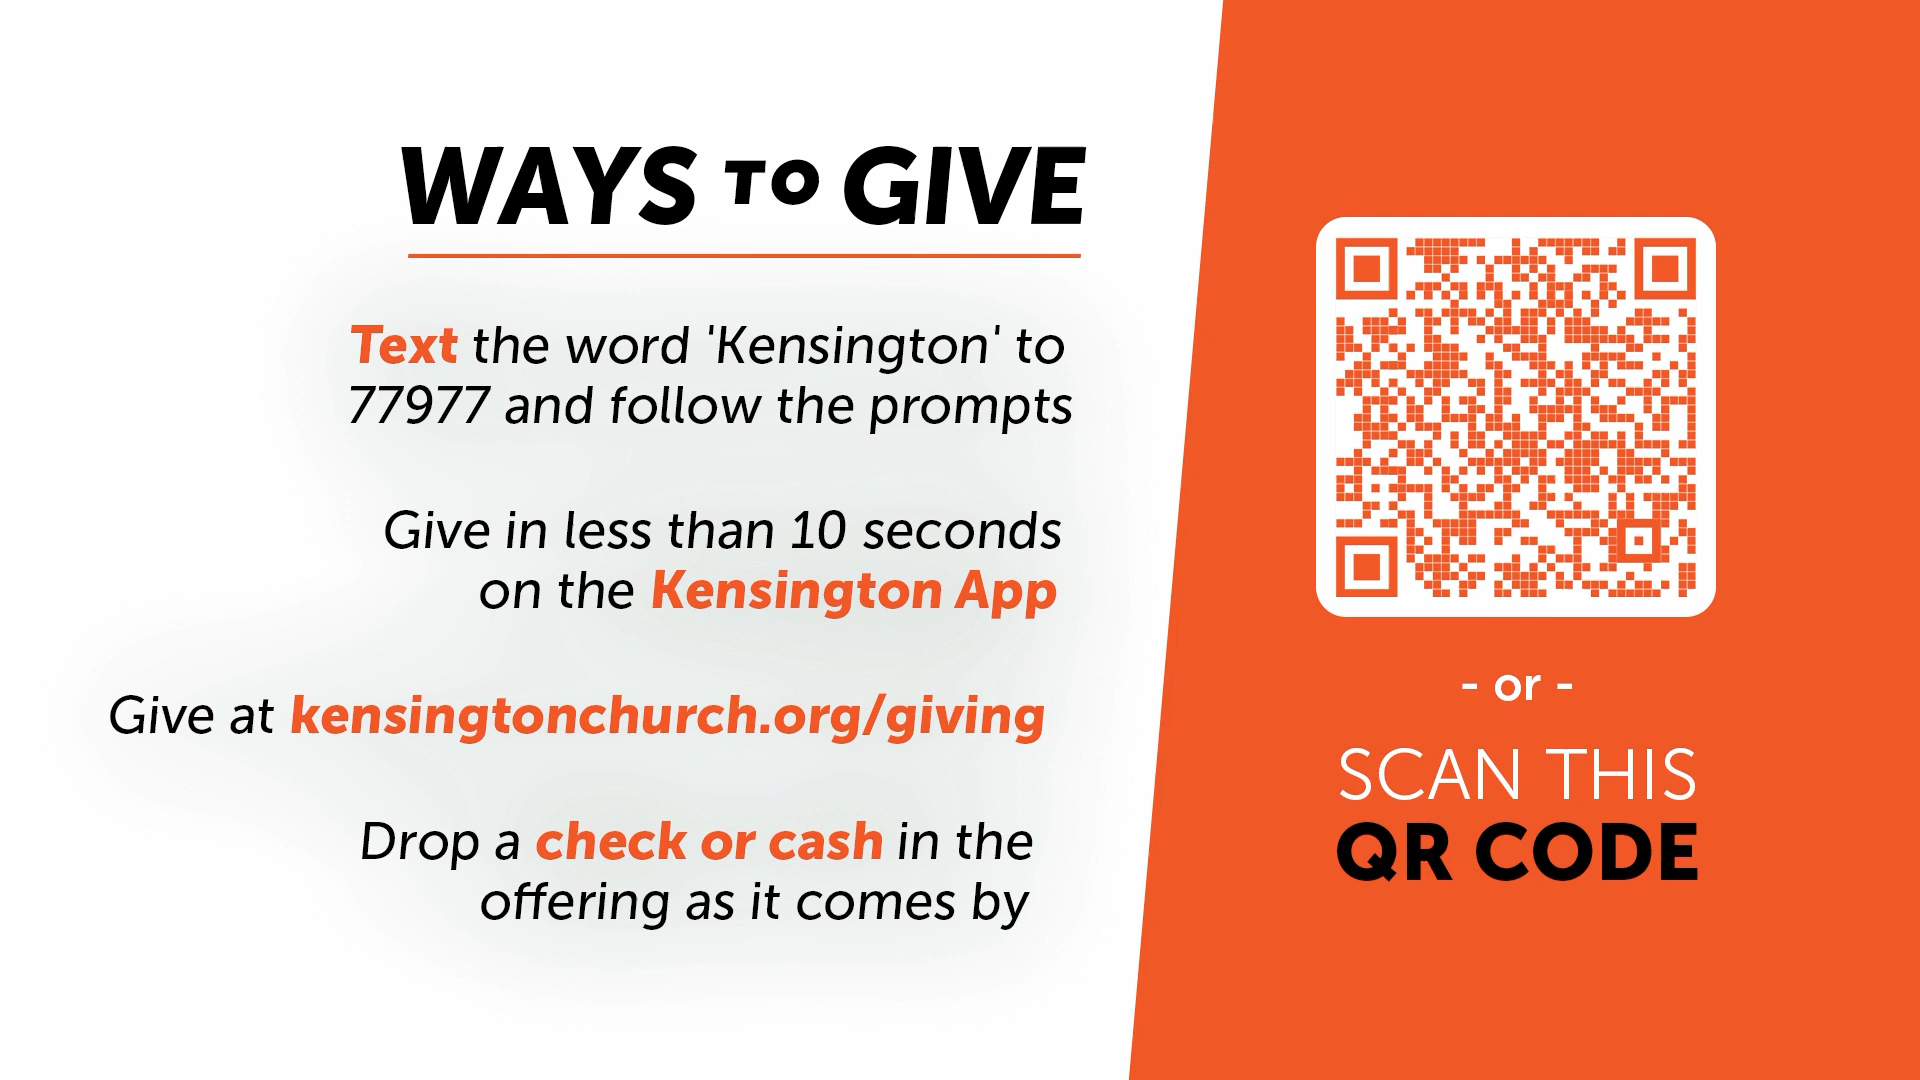 WAYS TO GIVE
Text the word 'Kensington' to
77977 and follow the prompts
Give in less than 10 seconds
on the Kensington App
Give at kensingtonchurch.org/giving
Drop a check or cash in the
offering as it comes by
- or -
SCAN THIS
QR CODE